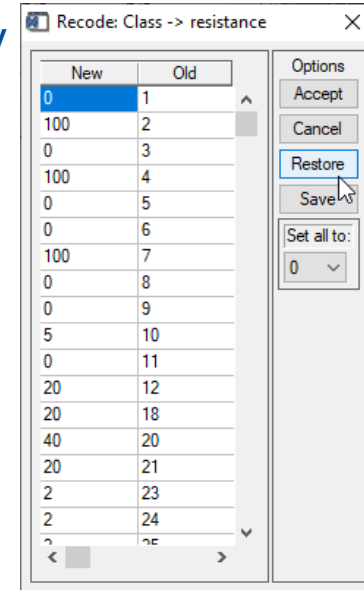 y
Recode: Class -> resistance
New Old
0 1
100 2
0 3
100 4
0 5
0 6
100 7
0 8
0 9
5 10
0 11
20 12
20 18
40 20
20 21
2 23
2 24
2 25
Options
Accept
Cancel
Restore
Save
Set all to:
0